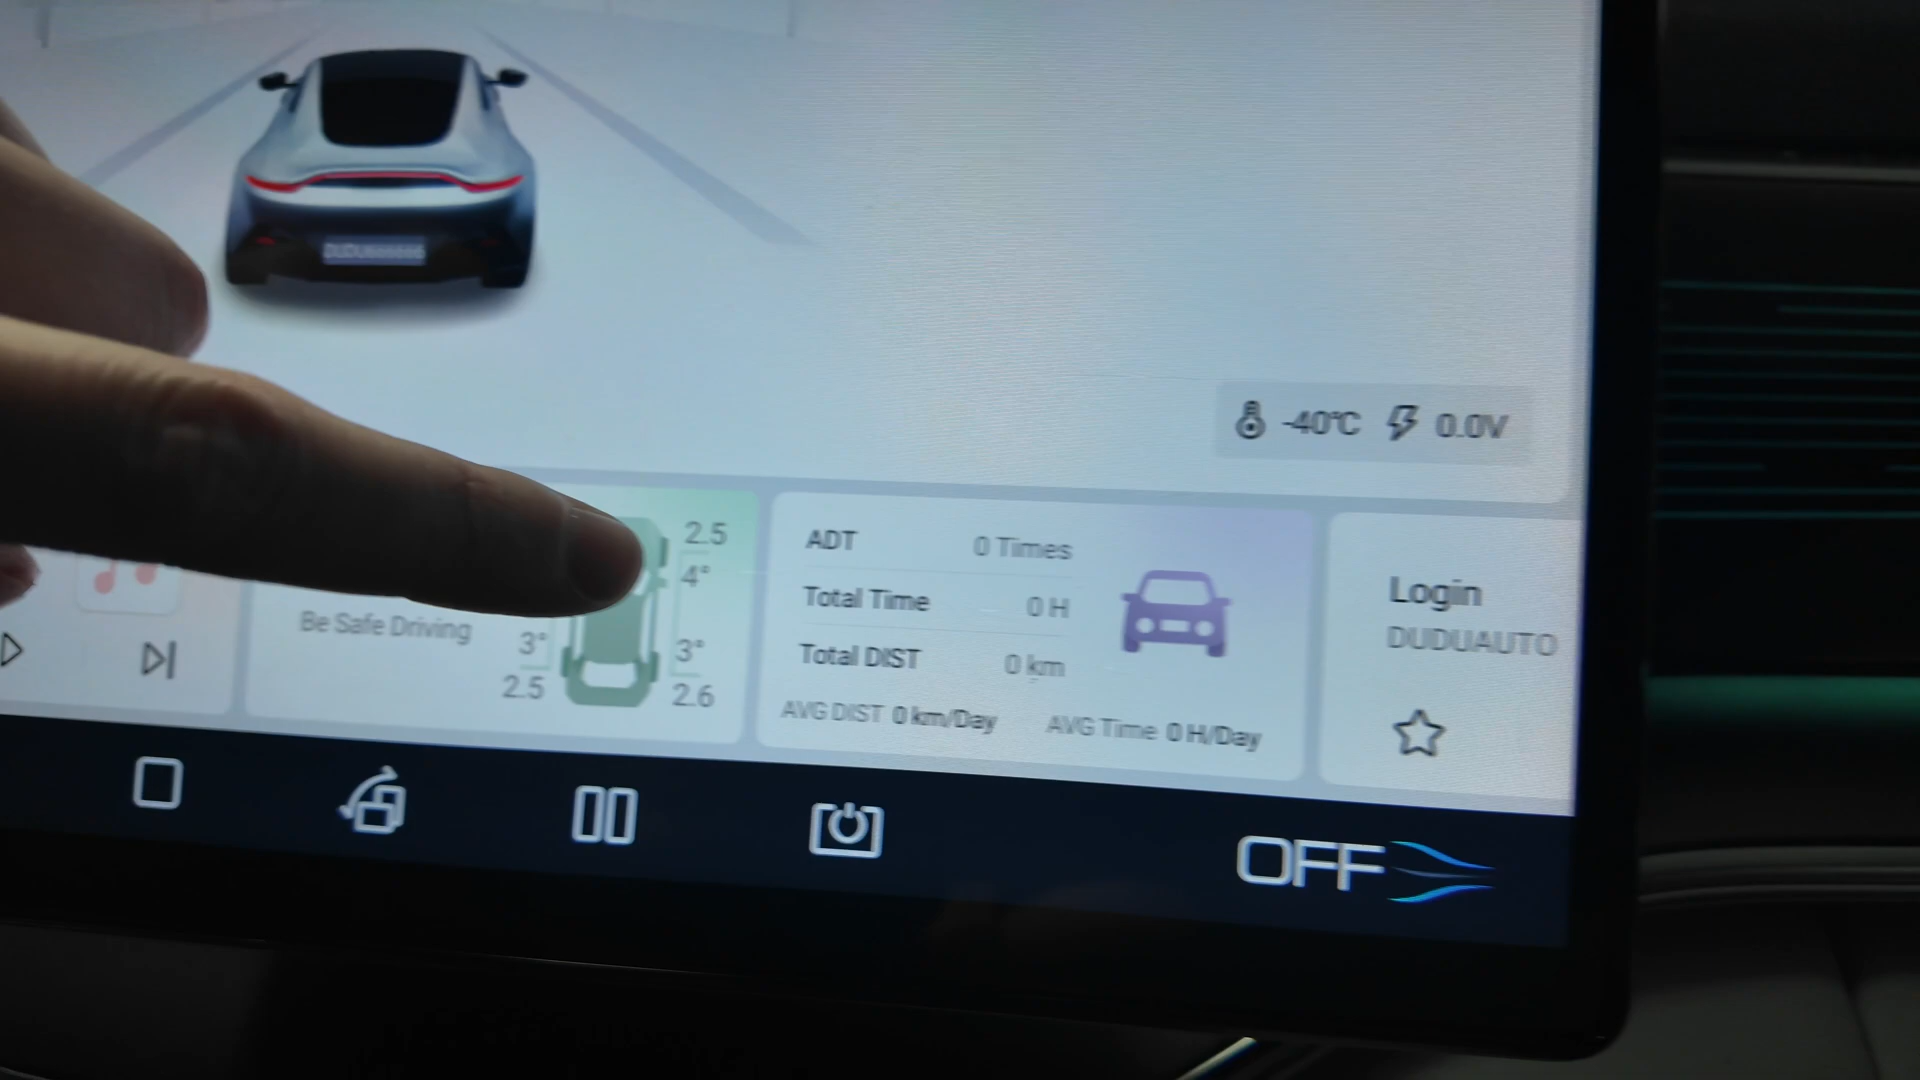 -40℃ 0.0V
2.5
4°
Be Safe Driving
3° 3°
2.5 2.6
ADT 0 Times
Total Time 0 H
Total DIST 0 km
AVG DIST 0 km/Day AVG Time 0 H/Day
Login
DUDUAUTO
OFF